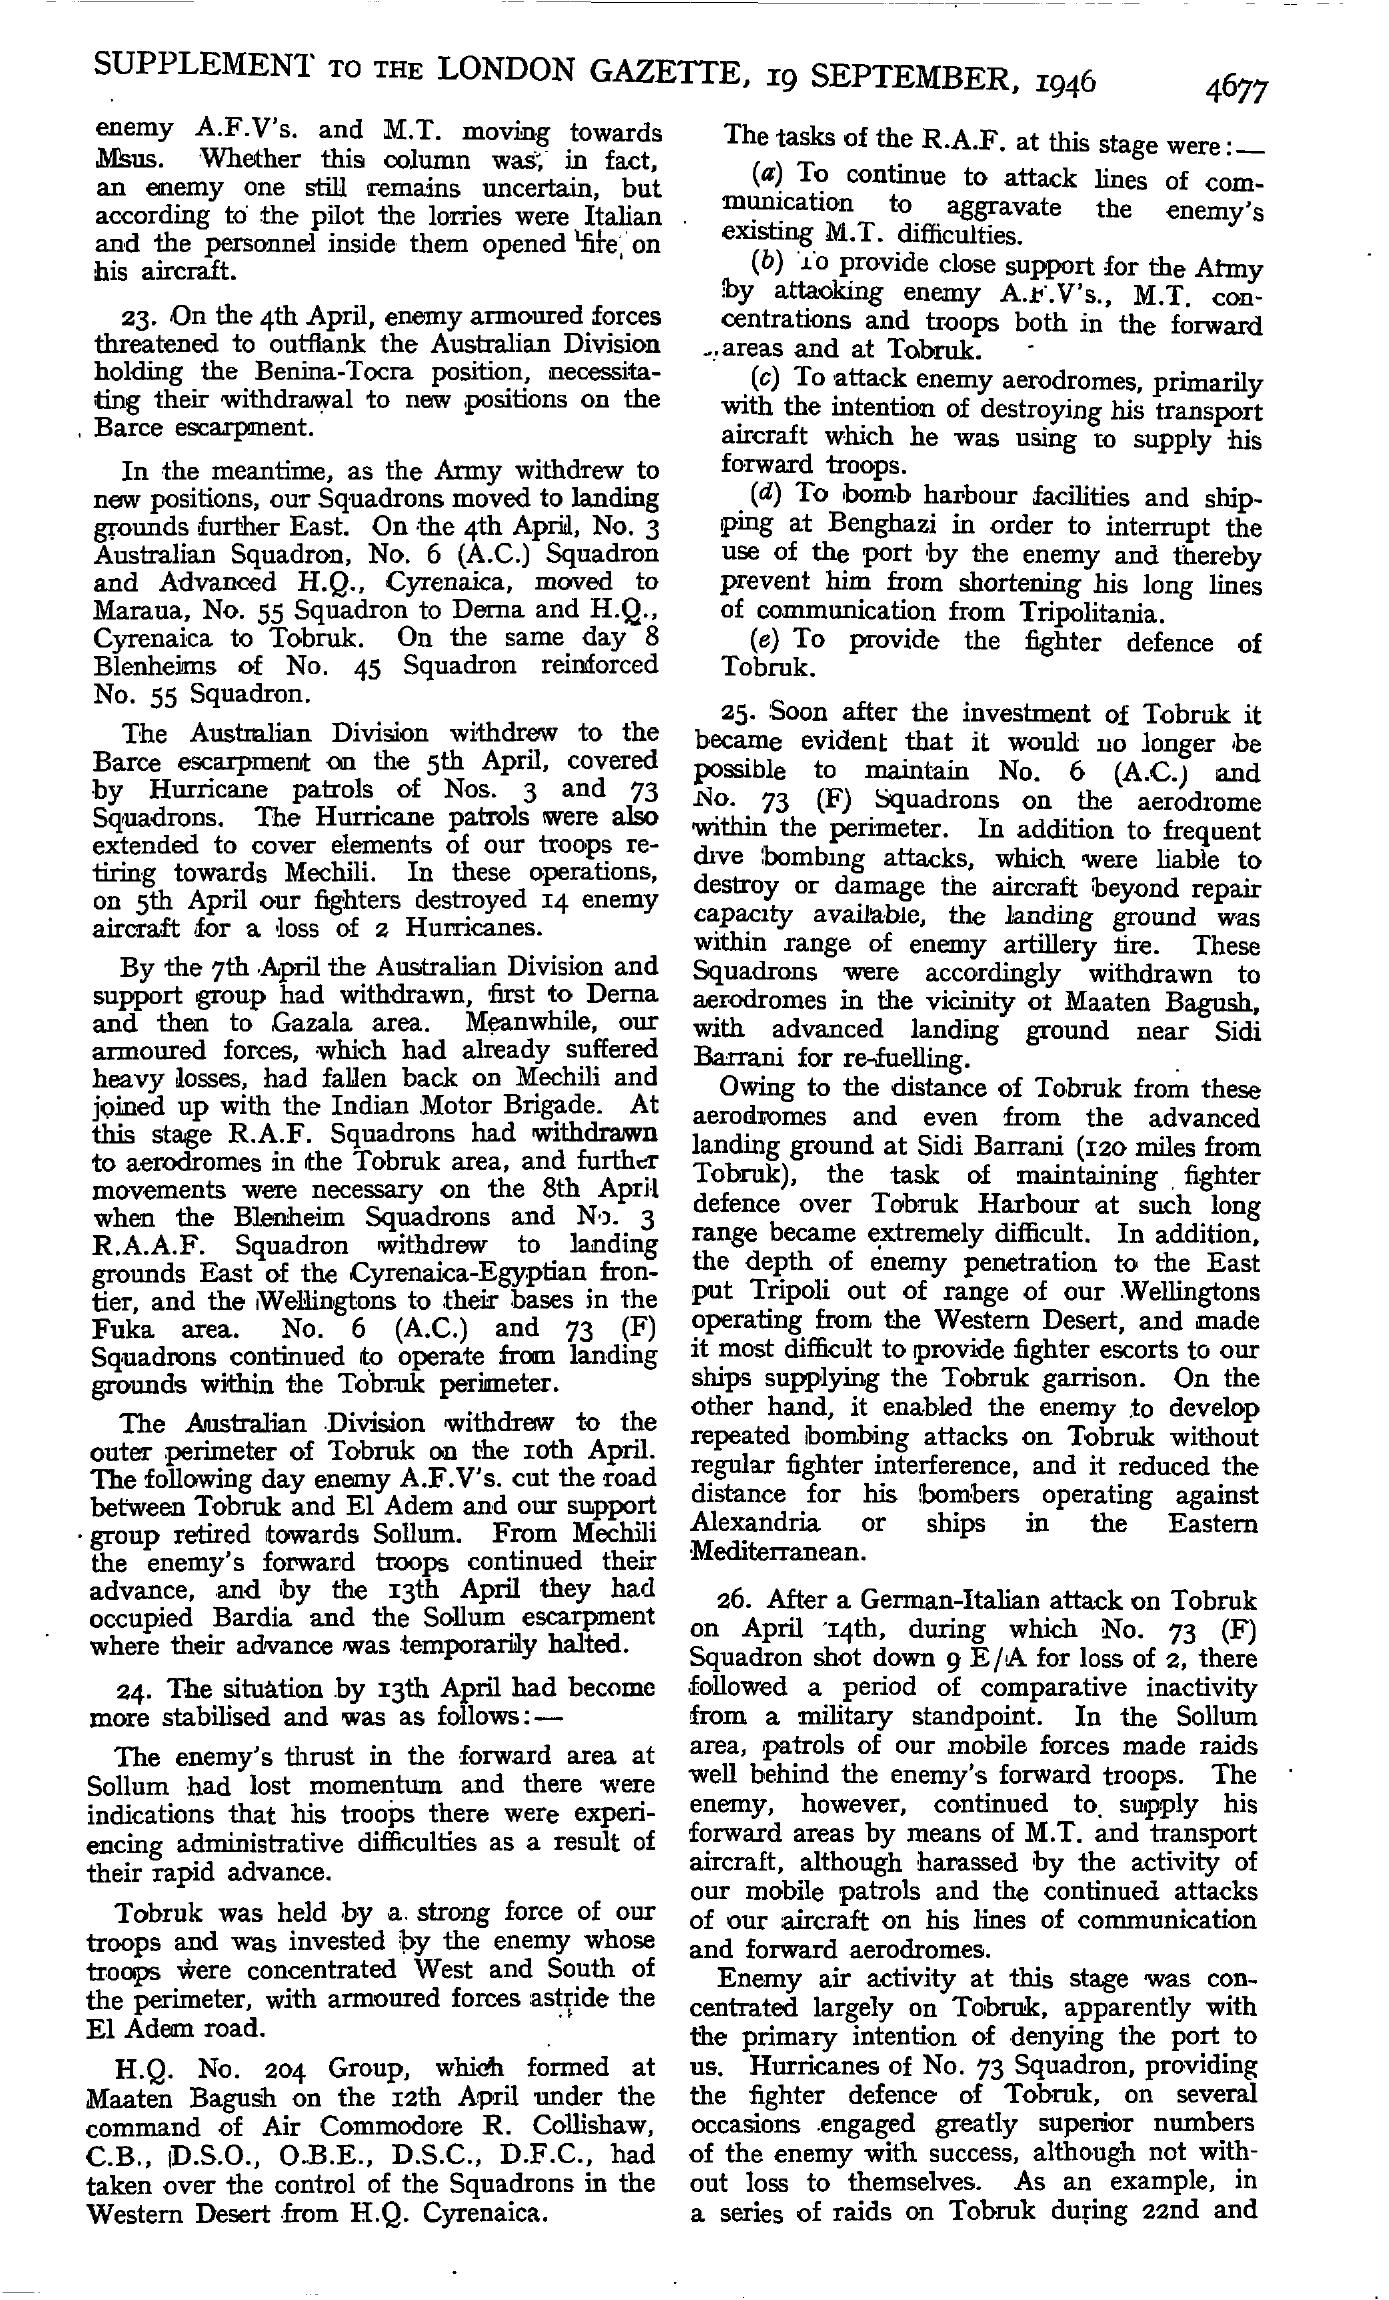 SUPPLEMENT TO THE LONDON GAZETTE, 19 SEPTEMBER, 1946 4677
enemy A.F.V's. and M.T. moving towards
Msus. Whether this column was, in fact,
an enemy one still remains uncertain, but
according to the pilot the lorries were Italian
and the personnel inside them opened fire on
his aircraft.
23. On the 4th April, enemy armoured forces
threatened to outflank the Australian Division
holding the Benina-Tocra position, necessita-
ting their withdrawal to new positions on the
Barce escarpment.
In the meantime, as the Army withdrew to
new positions, our Squadrons moved to landing
grounds further East. On the 4th April, No. 3
Australian Squadron, No. 6 (A.C.) Squadron
and Advanced H.Q., Cyrenaica, moved to
Maraua, No. 55 Squadron to Derna and H.Q.,
Cyrenaica to Tobruk. On the same day 8
Blenheims of No. 45 Squadron reinforced
No. 55 Squadron.
The Australian Division withdrew to the
Barce escarpment on the 5th April, covered
by Hurricane patrols of Nos. 3 and 73
Squadrons. The Hurricane patrols were also
extended to cover elements of our troops re-
tiring towards Mechili. In these operations,
on 5th April our fighters destroyed 14 enemy
aircraft for a loss of 2 Hurricanes.
By the 7th April the Australian Division and
support group had withdrawn, first to Derna
and then to Gazala area. Meanwhile, our
armoured forces, which had already suffered
heavy losses, had fallen back on Mechili and
joined up with the Indian Motor Brigade. At
this stage R.A.F. Squadrons had withdrawn
to aerodromes in the Tobruk area, and further
movements were necessary on the 8th April
when the Blenheim Squadrons and No. 3
R.A.A.F. Squadron withdrew to landing
grounds East of the Cyrenaica-Egyptian fron-
tier, and the Wellingtons to their bases in the
Fuka area. No. 6 (A.C.) and 73 (F)
Squadrons continued to operate from landing
grounds within the Tobruk perimeter.
The Australian Division withdrew to the
outer perimeter of Tobruk on the 10th April.
The following day enemy A.F.V's. cut the road
between Tobruk and El Adem and our support
group retired towards Sollum. From Mechili
the enemy's forward troops continued their
advance, and by the 13th April they had
occupied Bardia and the Sollum escarpment
where their advance was temporarily halted.
24. The situation by 13th April had become
more stabilised and was as follows:—
The enemy's thrust in the forward area at
Sollum had lost momentum and there were
indications that his troops there were experi-
encing administrative difficulties as a result of
their rapid advance.
Tobruk was held by a strong force of our
troops and was invested by the enemy whose
troops were concentrated West and South of
the perimeter, with armoured forces astride the
El Adem road.
H.Q. No. 204 Group, which formed at
Maaten Bagush on the 12th April under the
command of Air Commodore R. Collishaw,
C.B., D.S.O., O.B.E., D.S.C., D.F.C., had
taken over the control of the Squadrons in the
Western Desert from H.Q. Cyrenaica.
The tasks of the R.A.F. at this stage were:—
(a) To continue to attack lines of com-
munication to aggravate the enemy's
existing M.T. difficulties.
(b) To provide close support for the Army
by attacking enemy A.F.V's., M.T. con-
centrations and troops both in the forward
areas and at Tobruk.
(c) To attack enemy aerodromes, primarily
with the intention of destroying his transport
aircraft which he was using to supply his
forward troops.
(d) To bomb harbour facilities and ship-
ping at Benghazi in order to interrupt the
use of the port by the enemy and thereby
prevent him from shortening his long lines
of communication from Tripolitania.
(e) To provide the fighter defence of
Tobruk.
25. Soon after the investment of Tobruk it
became evident that it would no longer be
possible to maintain No. 6 (A.C.) and
No. 73 (F) Squadrons on the aerodrome
within the perimeter. In addition to frequent
dive bombing attacks, which were liable to
destroy or damage the aircraft beyond repair
capacity available, the landing ground was
within range of enemy artillery fire. These
Squadrons were accordingly withdrawn to
aerodromes in the vicinity of Maaten Bagush,
with advanced landing ground near Sidi
Barrani for re-fuelling.
Owing to the distance of Tobruk from these
aerodromes and even from the advanced
landing ground at Sidi Barrani (120 miles from
Tobruk), the task of maintaining fighter
defence over Tobruk Harbour at such long
range became extremely difficult. In addition,
the depth of enemy penetration to the East
put Tripoli out of range of our Wellingtons
operating from the Western Desert, and made
it most difficult to provide fighter escorts to our
ships supplying the Tobruk garrison. On the
other hand, it enabled the enemy to develop
repeated bombing attacks on Tobruk without
regular fighter interference, and it reduced the
distance for his bombers operating against
Alexandria or ships in the Eastern
Mediterranean.
26. After a German-Italian attack on Tobruk
on April 14th, during which No. 73 (F)
Squadron shot down 9 E/A for loss of 2, there
followed a period of comparative inactivity
from a military standpoint. In the Sollum
area, patrols of our mobile forces made raids
well behind the enemy's forward troops. The
enemy, however, continued to supply his
forward areas by means of M.T. and transport
aircraft, although harassed by the activity of
our mobile patrols and the continued attacks
of our aircraft on his lines of communication
and forward aerodromes.
Enemy air activity at this stage was con-
centrated largely on Tobruk, apparently with
the primary intention of denying the port to
us. Hurricanes of No. 73 Squadron, providing
the fighter defence of Tobruk, on several
occasions engaged greatly superior numbers
of the enemy with success, although not with-
out loss to themselves. As an example, in
a series of raids on Tobruk during 22nd and